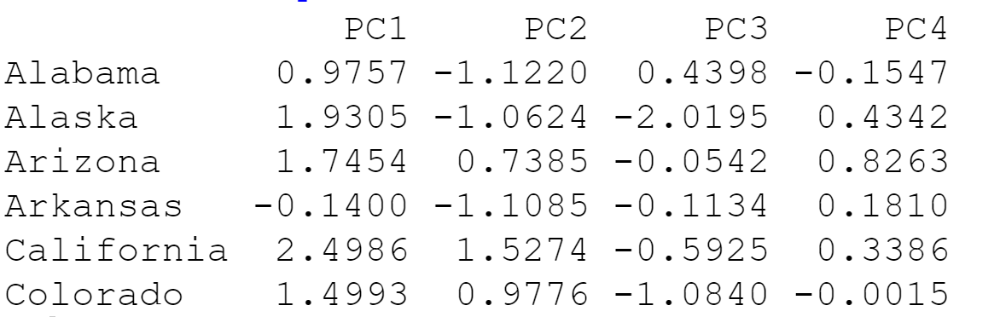 PC1 PC2 PC3 PC4
Alabama 0.9757 -1.1220 0.4398 -0.1547
Alaska 1.9305 -1.0624 -2.0195 0.4342
Arizona 1.7454 0.7385 -0.0542 0.8263
Arkansas -0.1400 -1.1085 -0.1134 0.1810
California 2.4986 1.5274 -0.5925 0.3386
Colorado 1.4993 0.9776 -1.0840 -0.0015